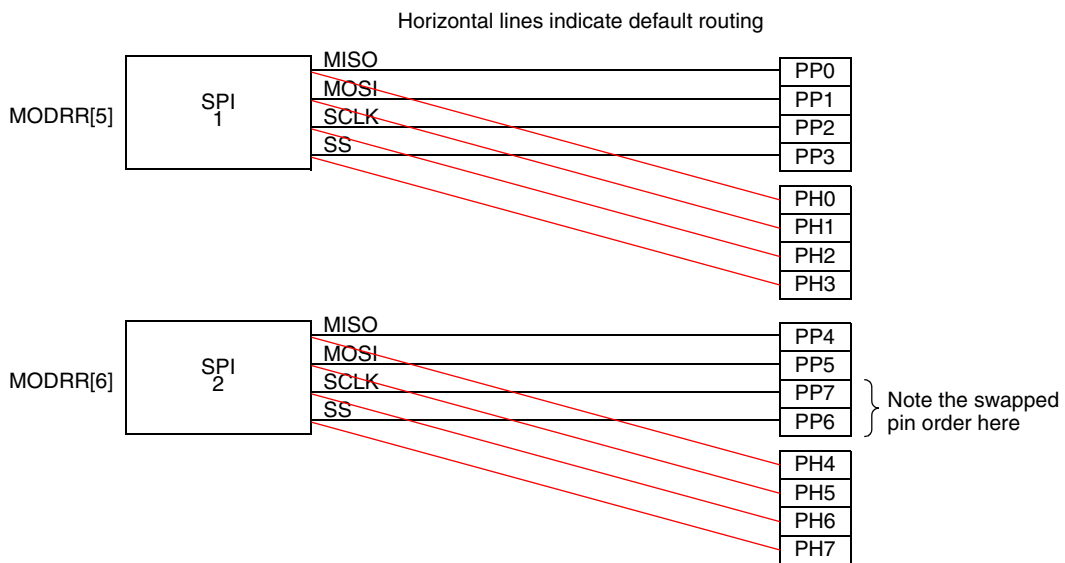 Horizontal lines indicate default routing
MODRR[5]
SPI
1
MISO
MOSI
SCLK
SS
PP0
PP1
PP2
PP3
PH0
PH1
PH2
PH3
MODRR[6]
SPI
2
MISO
MOSI
SCLK
SS
PP4
PP5
PP7
PP6
Note the swapped
pin order here
PH4
PH5
PH6
PH7